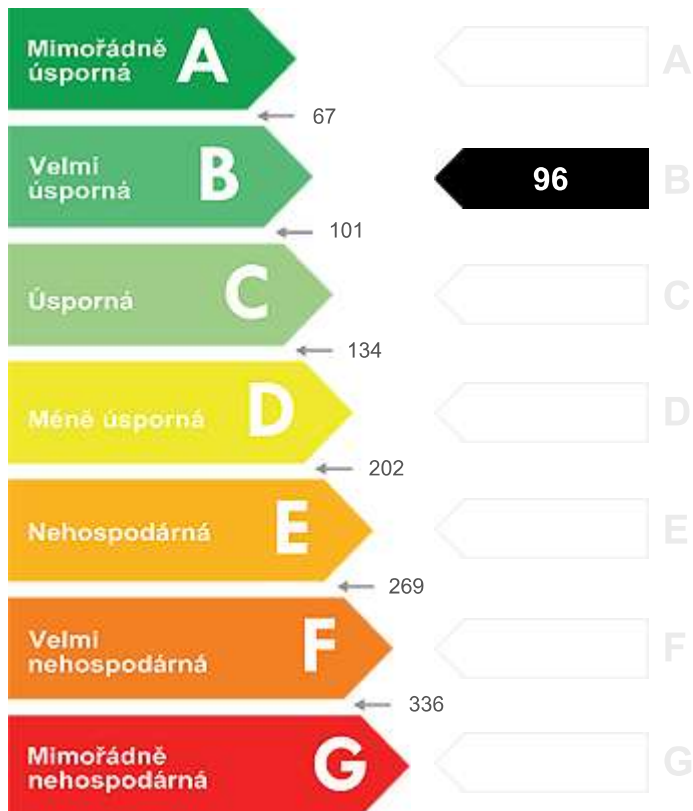 Mimořádně
úsporná
A
A
67
Velmi
úsporná
B
96
B
101
Úsporná
C
C
134
Méně úsporná
D
D
202
Nehospodárná
E
E
269
Velmi
nehospodárná
F
F
336
Mimořádně
nehospodárná
G
G